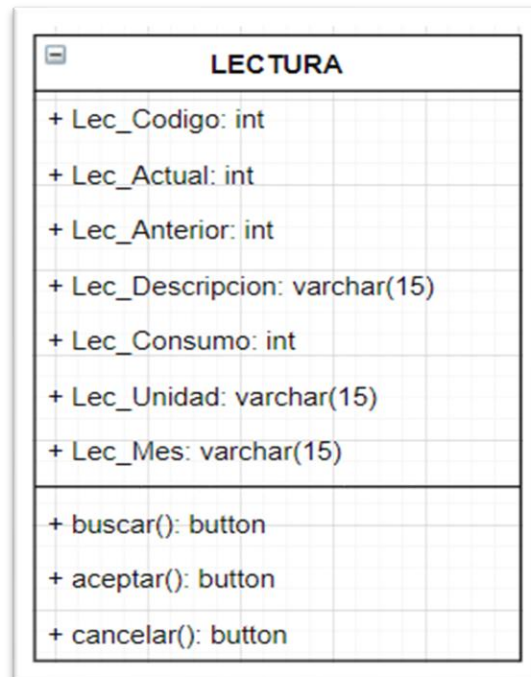 LECTURA
+ Lec_Codigo: int
+ Lec_Actual: int
+ Lec_Anterior: int
+ Lec_Descripcion: varchar(15)
+ Lec_Consumo: int
+ Lec_Unidad: varchar(15)
+ Lec_Mes: varchar(15)
+ buscar(): button
+ aceptar(): button
+ cancelar(): button